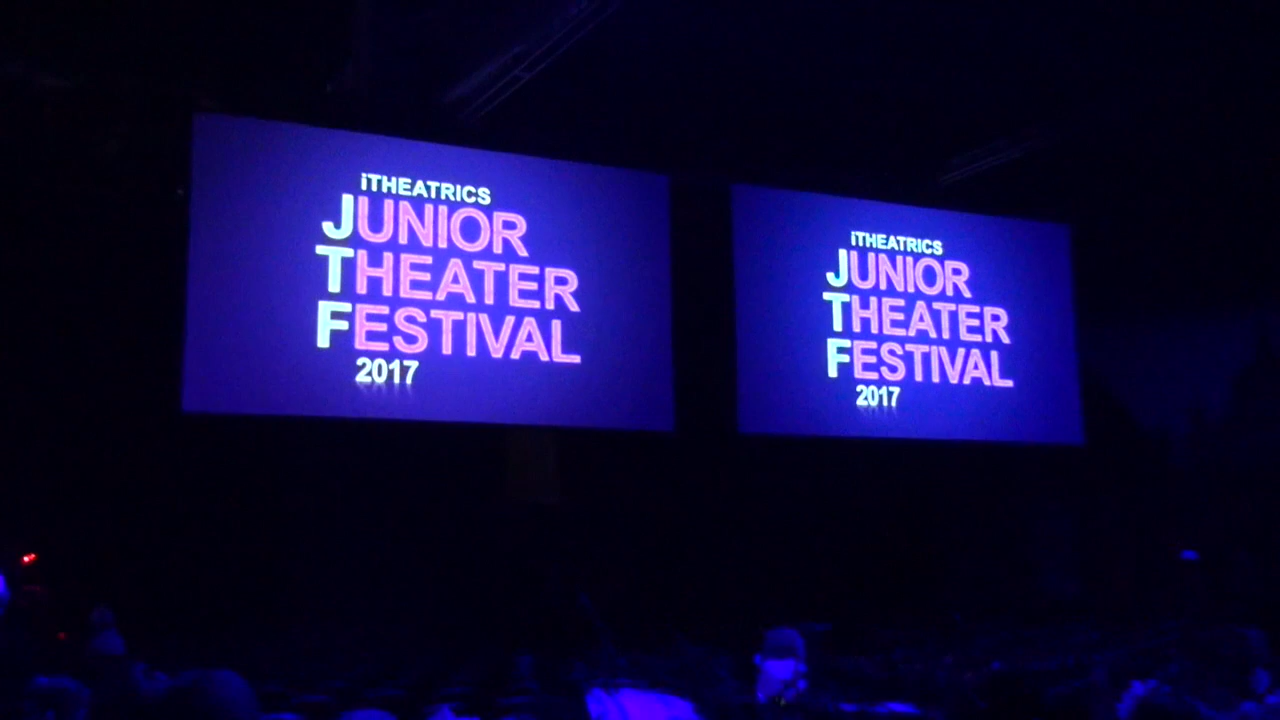 iTHEATRICS
JUNIOR
THEATER
FESTIVAL
2017
iTHEATRICS
JUNIOR
THEATER
FESTIVAL
2017